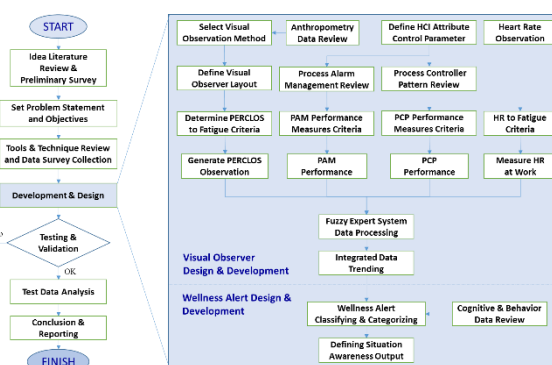 START
Idea Literature
Review &
Preliminary Survey
Set Problem Statement
and Objectives
Tools & Technique Review
and Data Survey Collection
Development & Design
Testing &
Validation
OK
Test Data Analysis
Conclusion &
Reporting
FINISH
Select Visual
Observation Method
Anthropometry
Data Review
Define HCI Attribute
Control Parameter
Heart Rate
Observation
Define Visual
Observer Layout
Process Alarm
Management Review
Process Controller
Pattern Review
Determine PERCLOS
to Fatigue Criteria
PAM Performance
Measures Criteria
PCP Performance
Measures Criteria
HR to Fatigue
Criteria
Generate PERCLOS
Observation
PAM
Performance
PCP
Performance
Measure HR
at Work
Fuzzy Expert System
Data Processing
Integrated Data
Trending
Visual Observer
Design & Development
Wellness Alert Design &
Development
Wellness Alert
Classifying & Categorizing
Cognitive & Behavior
Data Review
Defining Situation
Awareness Output